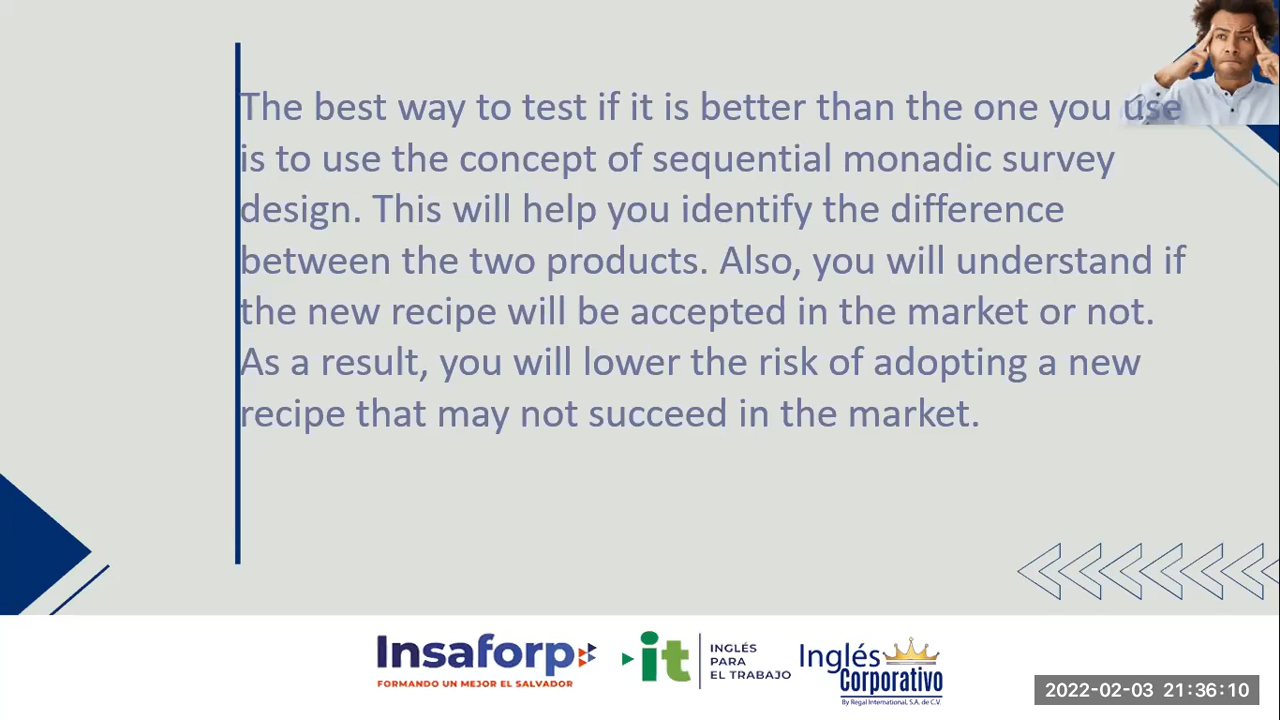 The best way to test if it is better than the one you use
is to use the concept of sequential monadic survey
design. This will help you identify the difference
between the two products. Also, you will understand if
the new recipe will be accepted in the market or not.
As a result, you will lower the risk of adopting a new
recipe that may not succeed in the market.
Insaforp
FORMANDO UN MEJOR EL SALVADOR
it
INGLÉS
PARA
EL TRABAJO
Inglés
Corporativo
By Regal International, S.A. de C.V.
2022-02-03 21:36:10